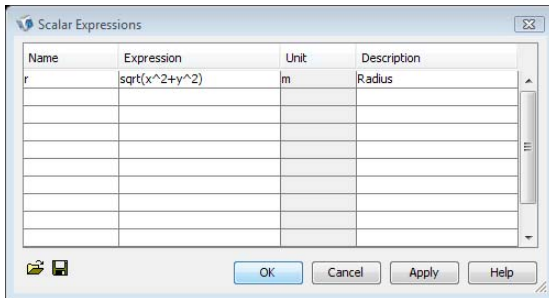 Scalar Expressions
Name Expression Unit Description
r sqrt(x^2+y^2) m Radius
OK Cancel Apply Help